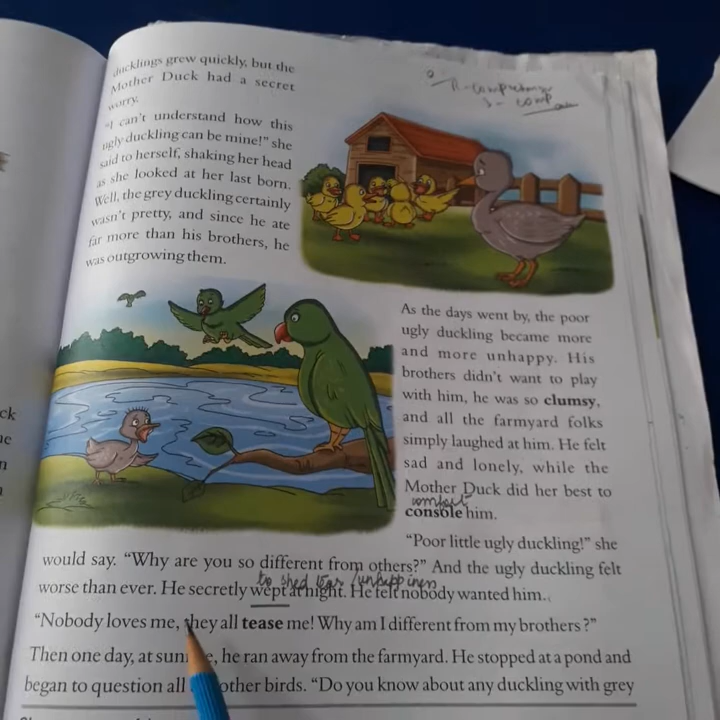 ducklings grew quickly, but the
Mother Duck had a secret
worry.
"I can't understand how this
ugly duckling can be mine!" she
said to herself, shaking her head
as she looked at her last born.
Well, the grey duckling certainly
wasn't pretty, and since he ate
far more than his brothers, he
was outgrowing them.
As the days went by, the poor
ugly duckling became more
and more unhappy. His
brothers didn't want to play
with him, he was so clumsy,
and all the farmyard folks
simply laughed at him. He felt
sad and lonely, while the
Mother Duck did her best to
comfort
console him.
"Poor little ugly duckling!" she
would say. "Why are you so different from others?" And the ugly duckling felt
to shed tears / unhappiness
worse than ever. He secretly wept at night. He felt nobody wanted him.
"Nobody loves me, they all tease me! Why am I different from my brothers?"
Then one day, at he ran away from the farmyard. He stopped at a pond and
began to question all other birds. "Do you know about any duckling with grey
ck